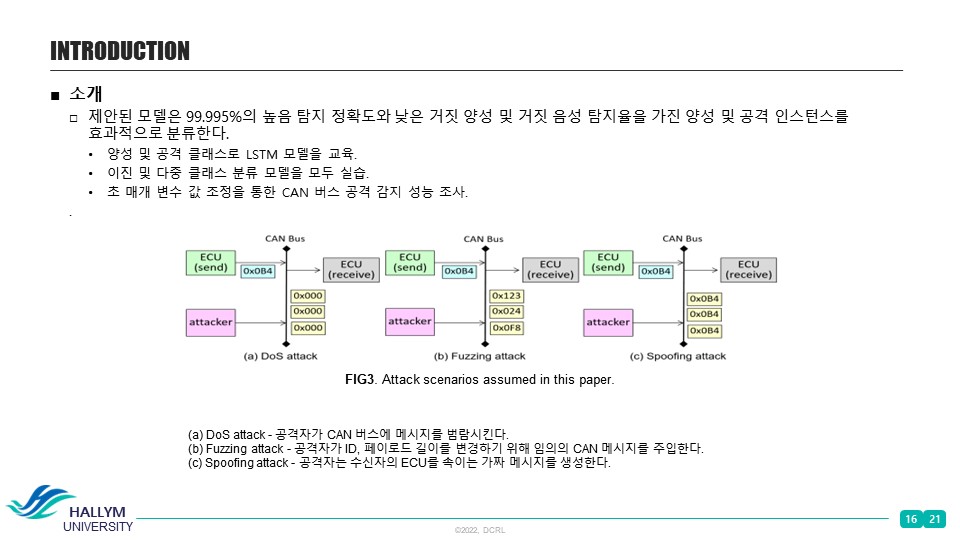 INTRODUCTION
■ 소개
□ 제안된 모델은 99.995%의 높음 탐지 정확도와 낮은 거짓 양성 및 거짓 음성 탐지율을 가진 양성 및 공격 인스턴스를
효과적으로 분류한다.
• 양성 및 공격 클래스로 LSTM 모델을 교육.
• 이진 및 다중 클래스 분류 모델을 모두 실습.
• 초 매개 변수 값 조정을 통한 CAN 버스 공격 감지 성능 조사.
.
CAN Bus
ECU
(send)
0x0B4
ECU
(receive)
0x000
0x000
0x000
attacker
(a) DoS attack
CAN Bus
ECU
(send)
0x0B4
ECU
(receive)
0x123
0x024
0x0F8
attacker
(b) Fuzzing attack
CAN Bus
ECU
(send)
0x0B4
ECU
(receive)
0x0B4
0x0B4
0x0B4
attacker
(c) Spoofing attack
FIG3. Attack scenarios assumed in this paper.
(a) DoS attack - 공격자가 CAN 버스에 메시지를 범람시킨다.
(b) Fuzzing attack - 공격자가 ID, 페이로드 길이를 변경하기 위해 임의의 CAN 메시지를 주입한다.
(c) Spoofing attack - 공격자는 수신자의 ECU를 속이는 가짜 메시지를 생성한다.
HALLYM
UNIVERSITY
©2022, DCRL
16 21